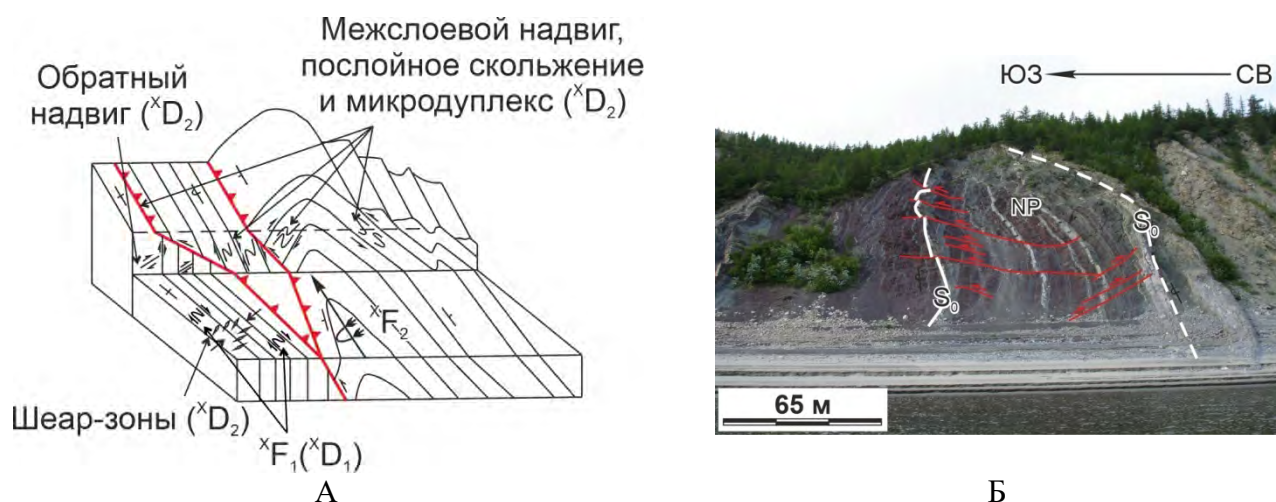 Межслоевой надвиг,
послойное скольжение
и микродуплекс (ˣD₂)
Обратный
надвиг (ˣD₂)
ˣF₂
Шеар-зоны (ˣD₂)
ˣF₁(ˣD₁)
А
ЮЗ
СВ
NP
S₀
S₀
65 м
Б